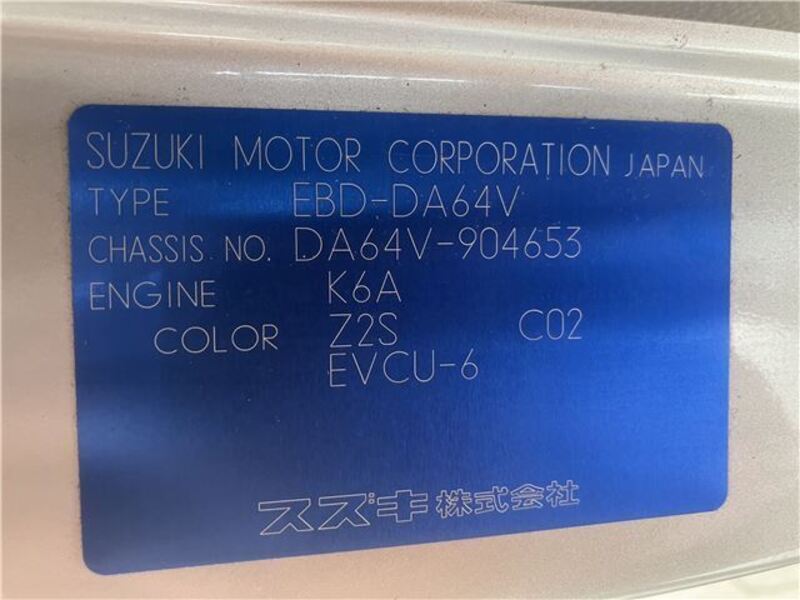 SUZUKI MOTOR CORPORATION JAPAN
TYPE EBD-DA64V
CHASSIS NO. DA64V-904653
ENGINE K6A
COLOR Z2S C02
EVCU-6
スズキ株式会社